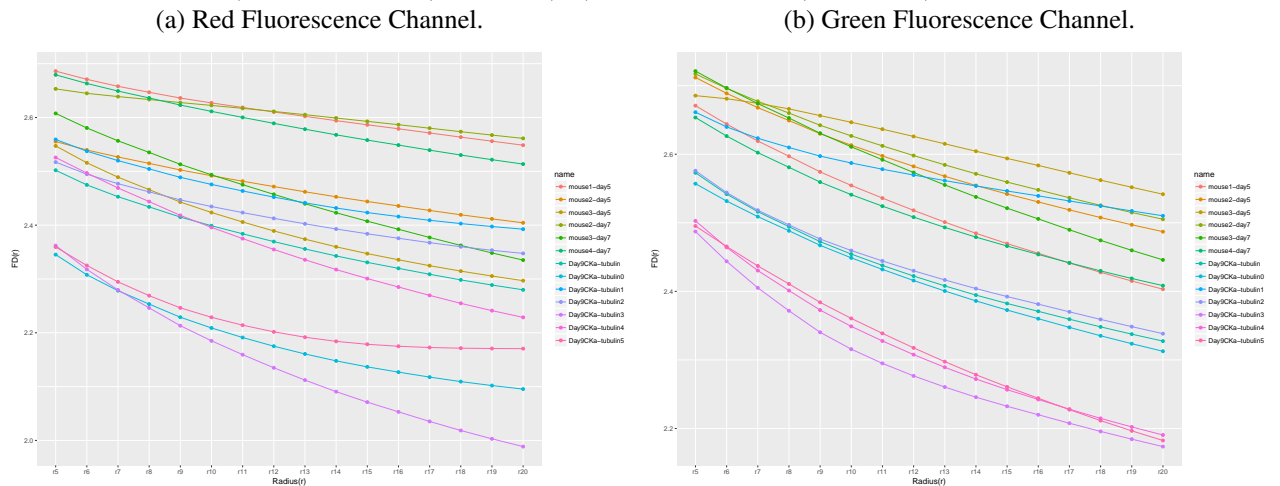 (a) Red Fluorescence Channel.
(b) Green Fluorescence Channel.
2.6
2.4
2.2
2.0
FD(r)
r5 r6 r7 r8 r9 r10 r11 r12 r13 r14 r15 r16 r17 r18 r19 r20
Radius(r)
name
mouse1-day5
mouse2-day5
mouse3-day5
mouse2-day7
mouse3-day7
mouse4-day7
Day9CKa-tubulin
Day9CKa-tubulin0
Day9CKa-tubulin1
Day9CKa-tubulin2
Day9CKa-tubulin3
Day9CKa-tubulin4
Day9CKa-tubulin5
2.6
2.4
2.2
FD(r)
r5 r6 r7 r8 r9 r10 r11 r12 r13 r14 r15 r16 r17 r18 r19 r20
Radius(r)
name
mouse1-day5
mouse2-day5
mouse3-day5
mouse2-day7
mouse3-day7
mouse4-day7
Day9CKa-tubulin
Day9CKa-tubulin0
Day9CKa-tubulin1
Day9CKa-tubulin2
Day9CKa-tubulin3
Day9CKa-tubulin4
Day9CKa-tubulin5